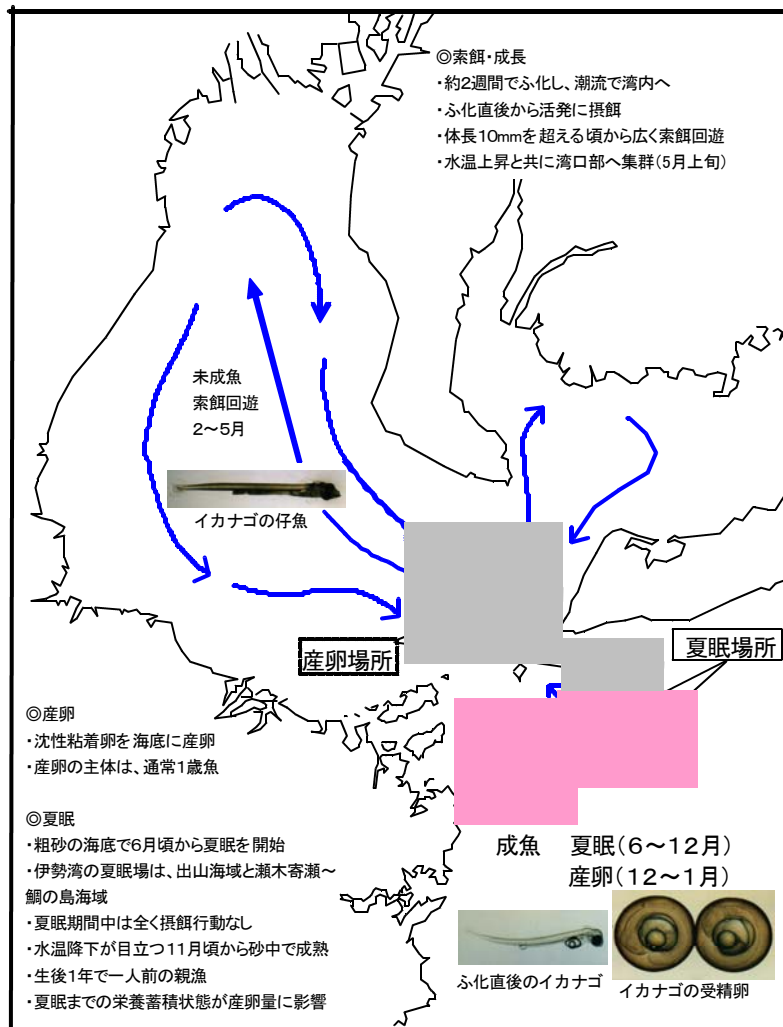 ◎索餌・成長
・約2週間でふ化し、潮流で湾内へ
・ふ化直後から活発に摂餌
・体長10mmを超える頃から広く索餌回遊
・水温上昇と共に湾口部へ集群(5月上旬)
未成魚
索餌回遊
2～5月
イカナゴの仔魚
産卵場所
夏眠場所
◎産卵
・沈性粘着卵を海底に産卵
・産卵の主体は、通常1歳魚
◎夏眠
・粗砂の海底で6月頃から夏眠を開始
・伊勢湾の夏眠場は、出山海域と瀬木寄瀬～
鯛の島海域
・夏眠期間中は全く摂餌行動なし
・水温降下が目立つ11月頃から砂中で成熟
・生後1年で一人前の親漁
・夏眠までの栄養蓄積状態が産卵量に影響
成魚　夏眠(6～12月)
産卵(12～1月)
ふ化直後のイカナゴ
イカナゴの受精卵